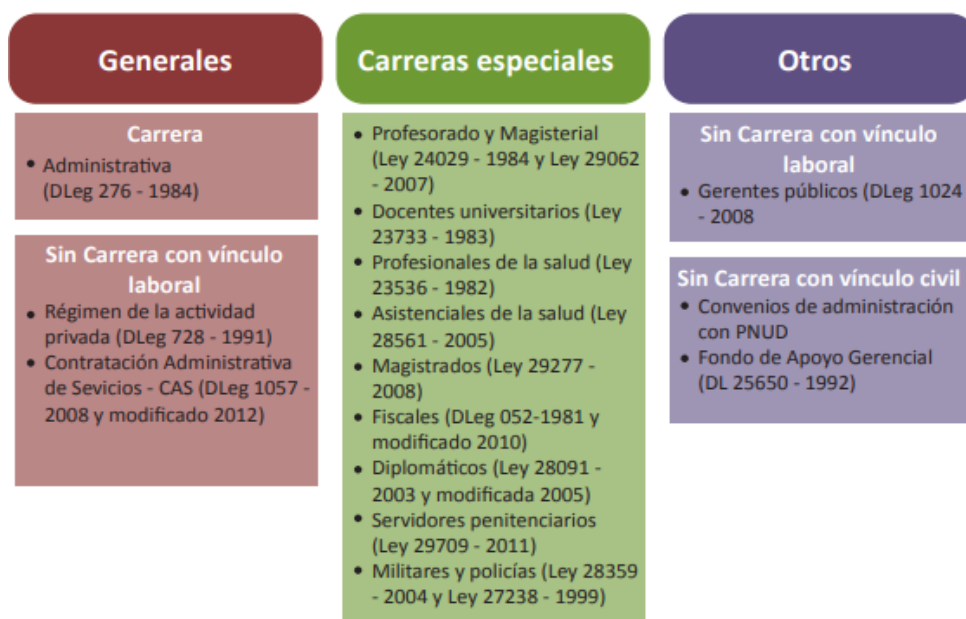 Generales
Carrera
• Administrativa
(DLeg 276 - 1984)
Sin Carrera con vínculo
laboral
• Régimen de la actividad
privada (DLeg 728 - 1991)
• Contratación Administrativa
de Sevicios - CAS (DLeg 1057 -
2008 y modificado 2012)
Carreras especiales
• Profesorado y Magisterial
(Ley 24029 - 1984 y Ley 29062
- 2007)
• Docentes universitarios (Ley
23733 - 1983)
• Profesionales de la salud (Ley
23536 - 1982)
• Asistenciales de la salud (Ley
28561 - 2005)
• Magistrados (Ley 29277 -
2008)
• Fiscales (DLeg 052-1981 y
modificado 2010)
• Diplomáticos (Ley 28091 -
2003 y modificada 2005)
• Servidores penitenciarios
(Ley 29709 - 2011)
• Militares y policías (Ley 28359
- 2004 y Ley 27238 - 1999)
Otros
Sin Carrera con vínculo
laboral
• Gerentes públicos (DLeg 1024
- 2008
Sin Carrera con vínculo civil
• Convenios de administración
con PNUD
• Fondo de Apoyo Gerencial
(DL 25650 - 1992)